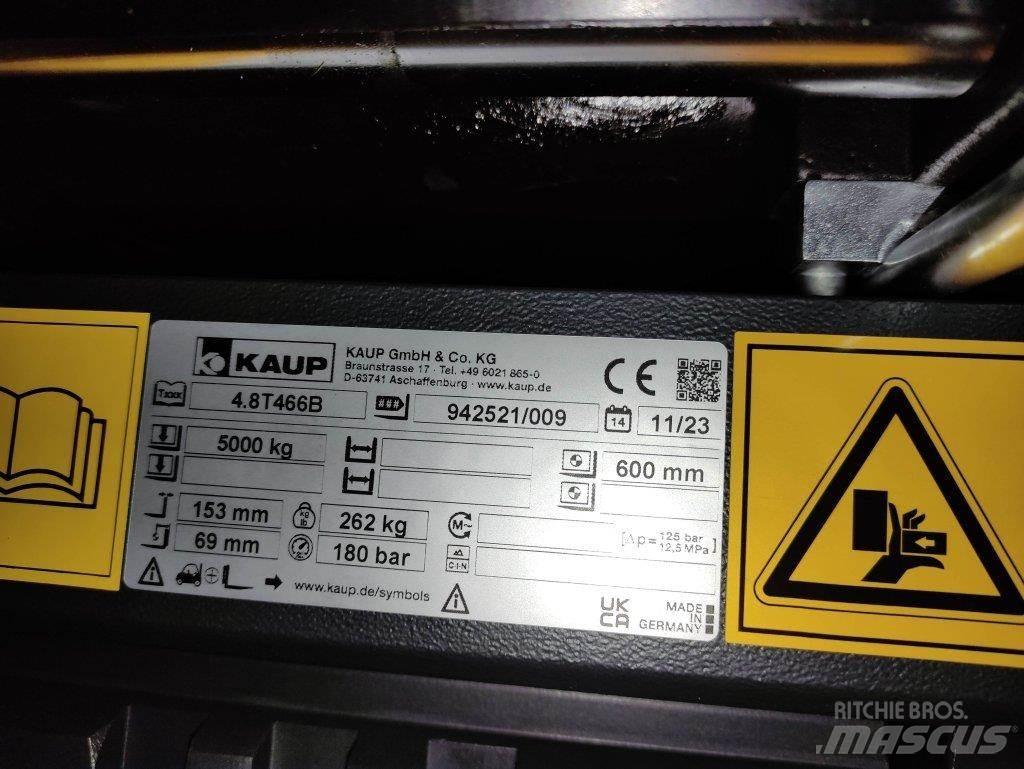 KAUP
KAUP GmbH & Co. KG
Braunstrasse 17 · Tel. +49 6021 865-0
D-63741 Aschaffenburg · www.kaup.de
CE
Txxx 4.8T466B ### 942521/009 14 11/23
5000 kg 600 mm
153 mm kg lb 262 kg M~ [Δp= 125 bar
12,5 MPa]
69 mm 180 bar C-I-N
www.kaup.de/symbols
UK
CA
MADE
IN
GERMANY
RITCHIE BROS.
MASCUS